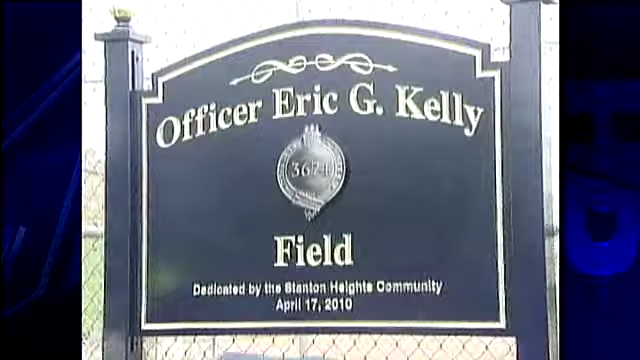 Officer Eric G. Kelly
3674
Field
Dedicated by the Stanton Heights Community
April 17, 2010